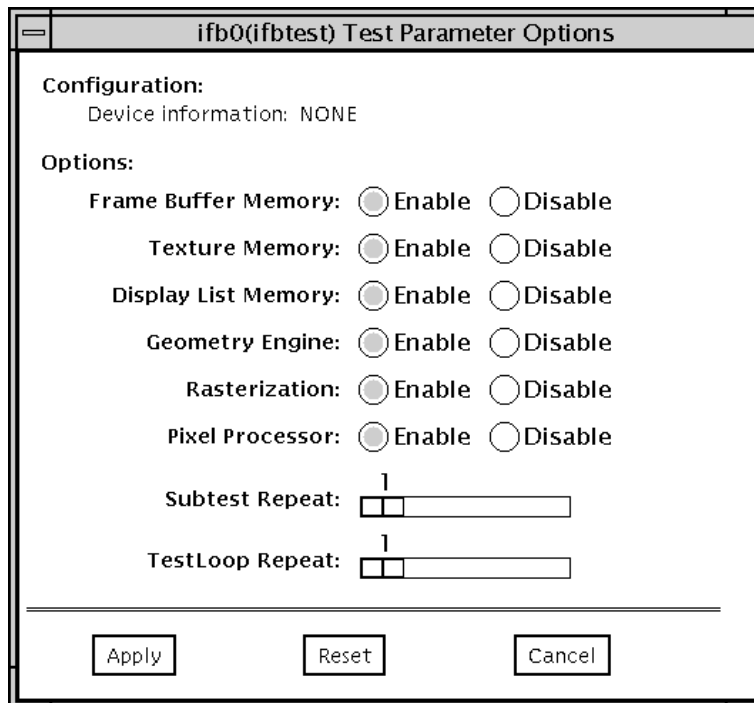 ifb0(ifbtest) Test Parameter Options
Configuration:
Device information: NONE
Options:
Frame Buffer Memory: Enable Disable
Texture Memory: Enable Disable
Display List Memory: Enable Disable
Geometry Engine: Enable Disable
Rasterization: Enable Disable
Pixel Processor: Enable Disable
1
Subtest Repeat:
1
TestLoop Repeat:
Apply Reset Cancel